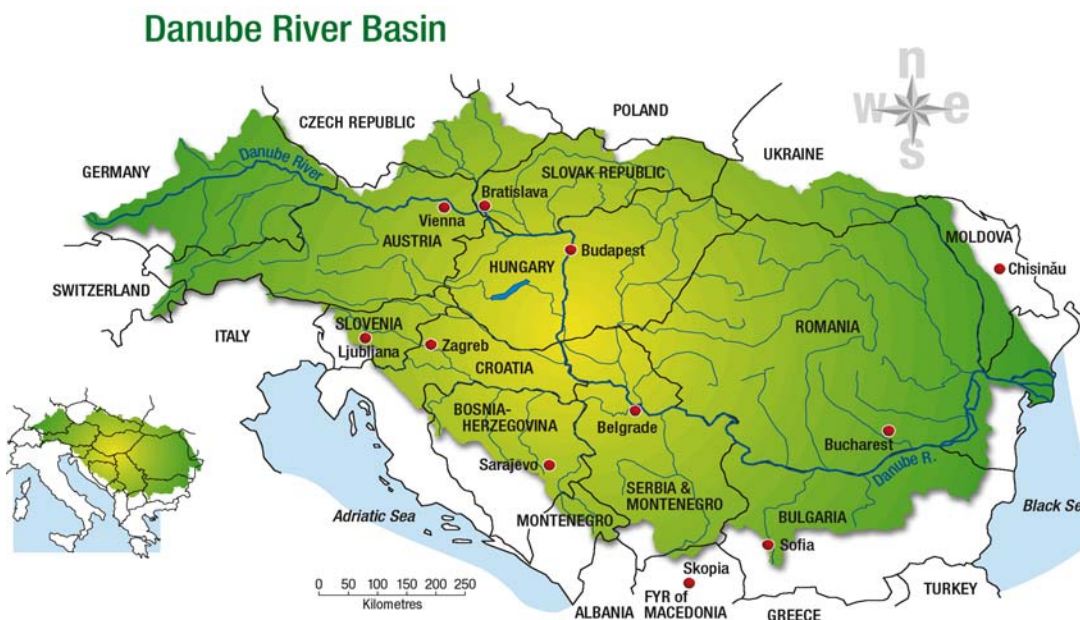 Danube River Basin
n
w e
s
POLAND
CZECH REPUBLIC
UKRAINE
GERMANY
Danube River
SLOVAK REPUBLIC
Bratislava
Vienna
AUSTRIA
MOLDOVA
Budapest
HUNGARY
Chisinău
SWITZERLAND
ITALY
SLOVENIA
Ljubljana
Zagreb
CROATIA
ROMANIA
BOSNIA-
HERZEGOVINA
Belgrade
Bucharest
Sarajevo
Danube R.
SERBIA &
MONTENEGRO
Adriatic Sea
MONTENEGRO
BULGARIA
Black Se
Sofia
Skopia
0 50 100 150 200 250
Kilometres
ALBANIA
FYR of
MACEDONIA
GREECE
TURKEY